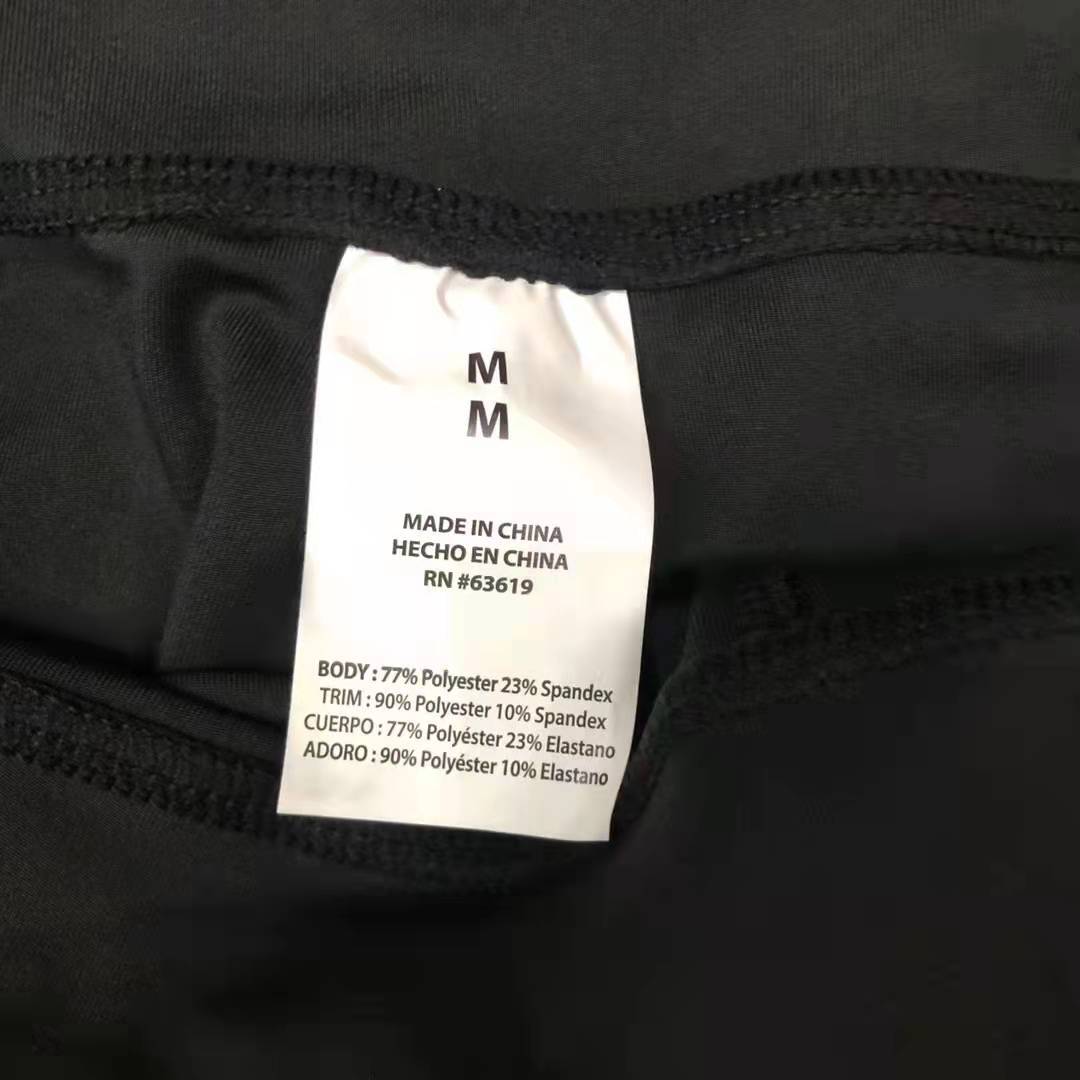 M
M
MADE IN CHINA
HECHO EN CHINA
RN #63619
BODY : 77% Polyester 23% Spandex
TRIM : 90% Polyester 10% Spandex
CUERPO : 77% Polyéster 23% Elastano
ADORO : 90% Polyéster 10% Elastano